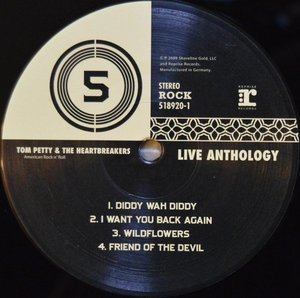 5
℗ © 2009 Shoreline Gold, LLC
and Reprise Records.
Manufactured in Germany.
STEREO
ROCK
518920-1
REPRISE
r
RECORDS
TOM PETTY & THE HEARTBREAKERS
American Rock n' Roll
LIVE ANTHOLOGY
1. DIDDY WAH DIDDY
2. I WANT YOU BACK AGAIN
3. WILDFLOWERS
4. FRIEND OF THE DEVIL